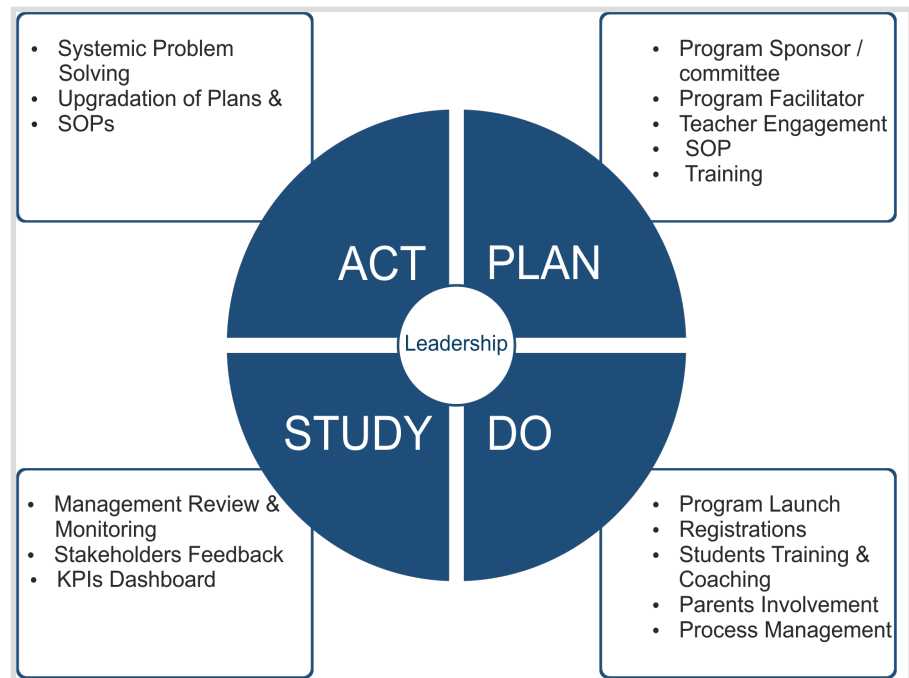 • Systemic Problem
Solving
• Upgradation of Plans &
• SOPs
• Program Sponsor /
committee
• Program Facilitator
• Teacher Engagement
• SOP
• Training
ACT
PLAN
Leadership
STUDY
DO
• Management Review &
Monitoring
• Stakeholders Feedback
• KPIs Dashboard
• Program Launch
• Registrations
• Students Training &
Coaching
• Parents Involvement
• Process Management